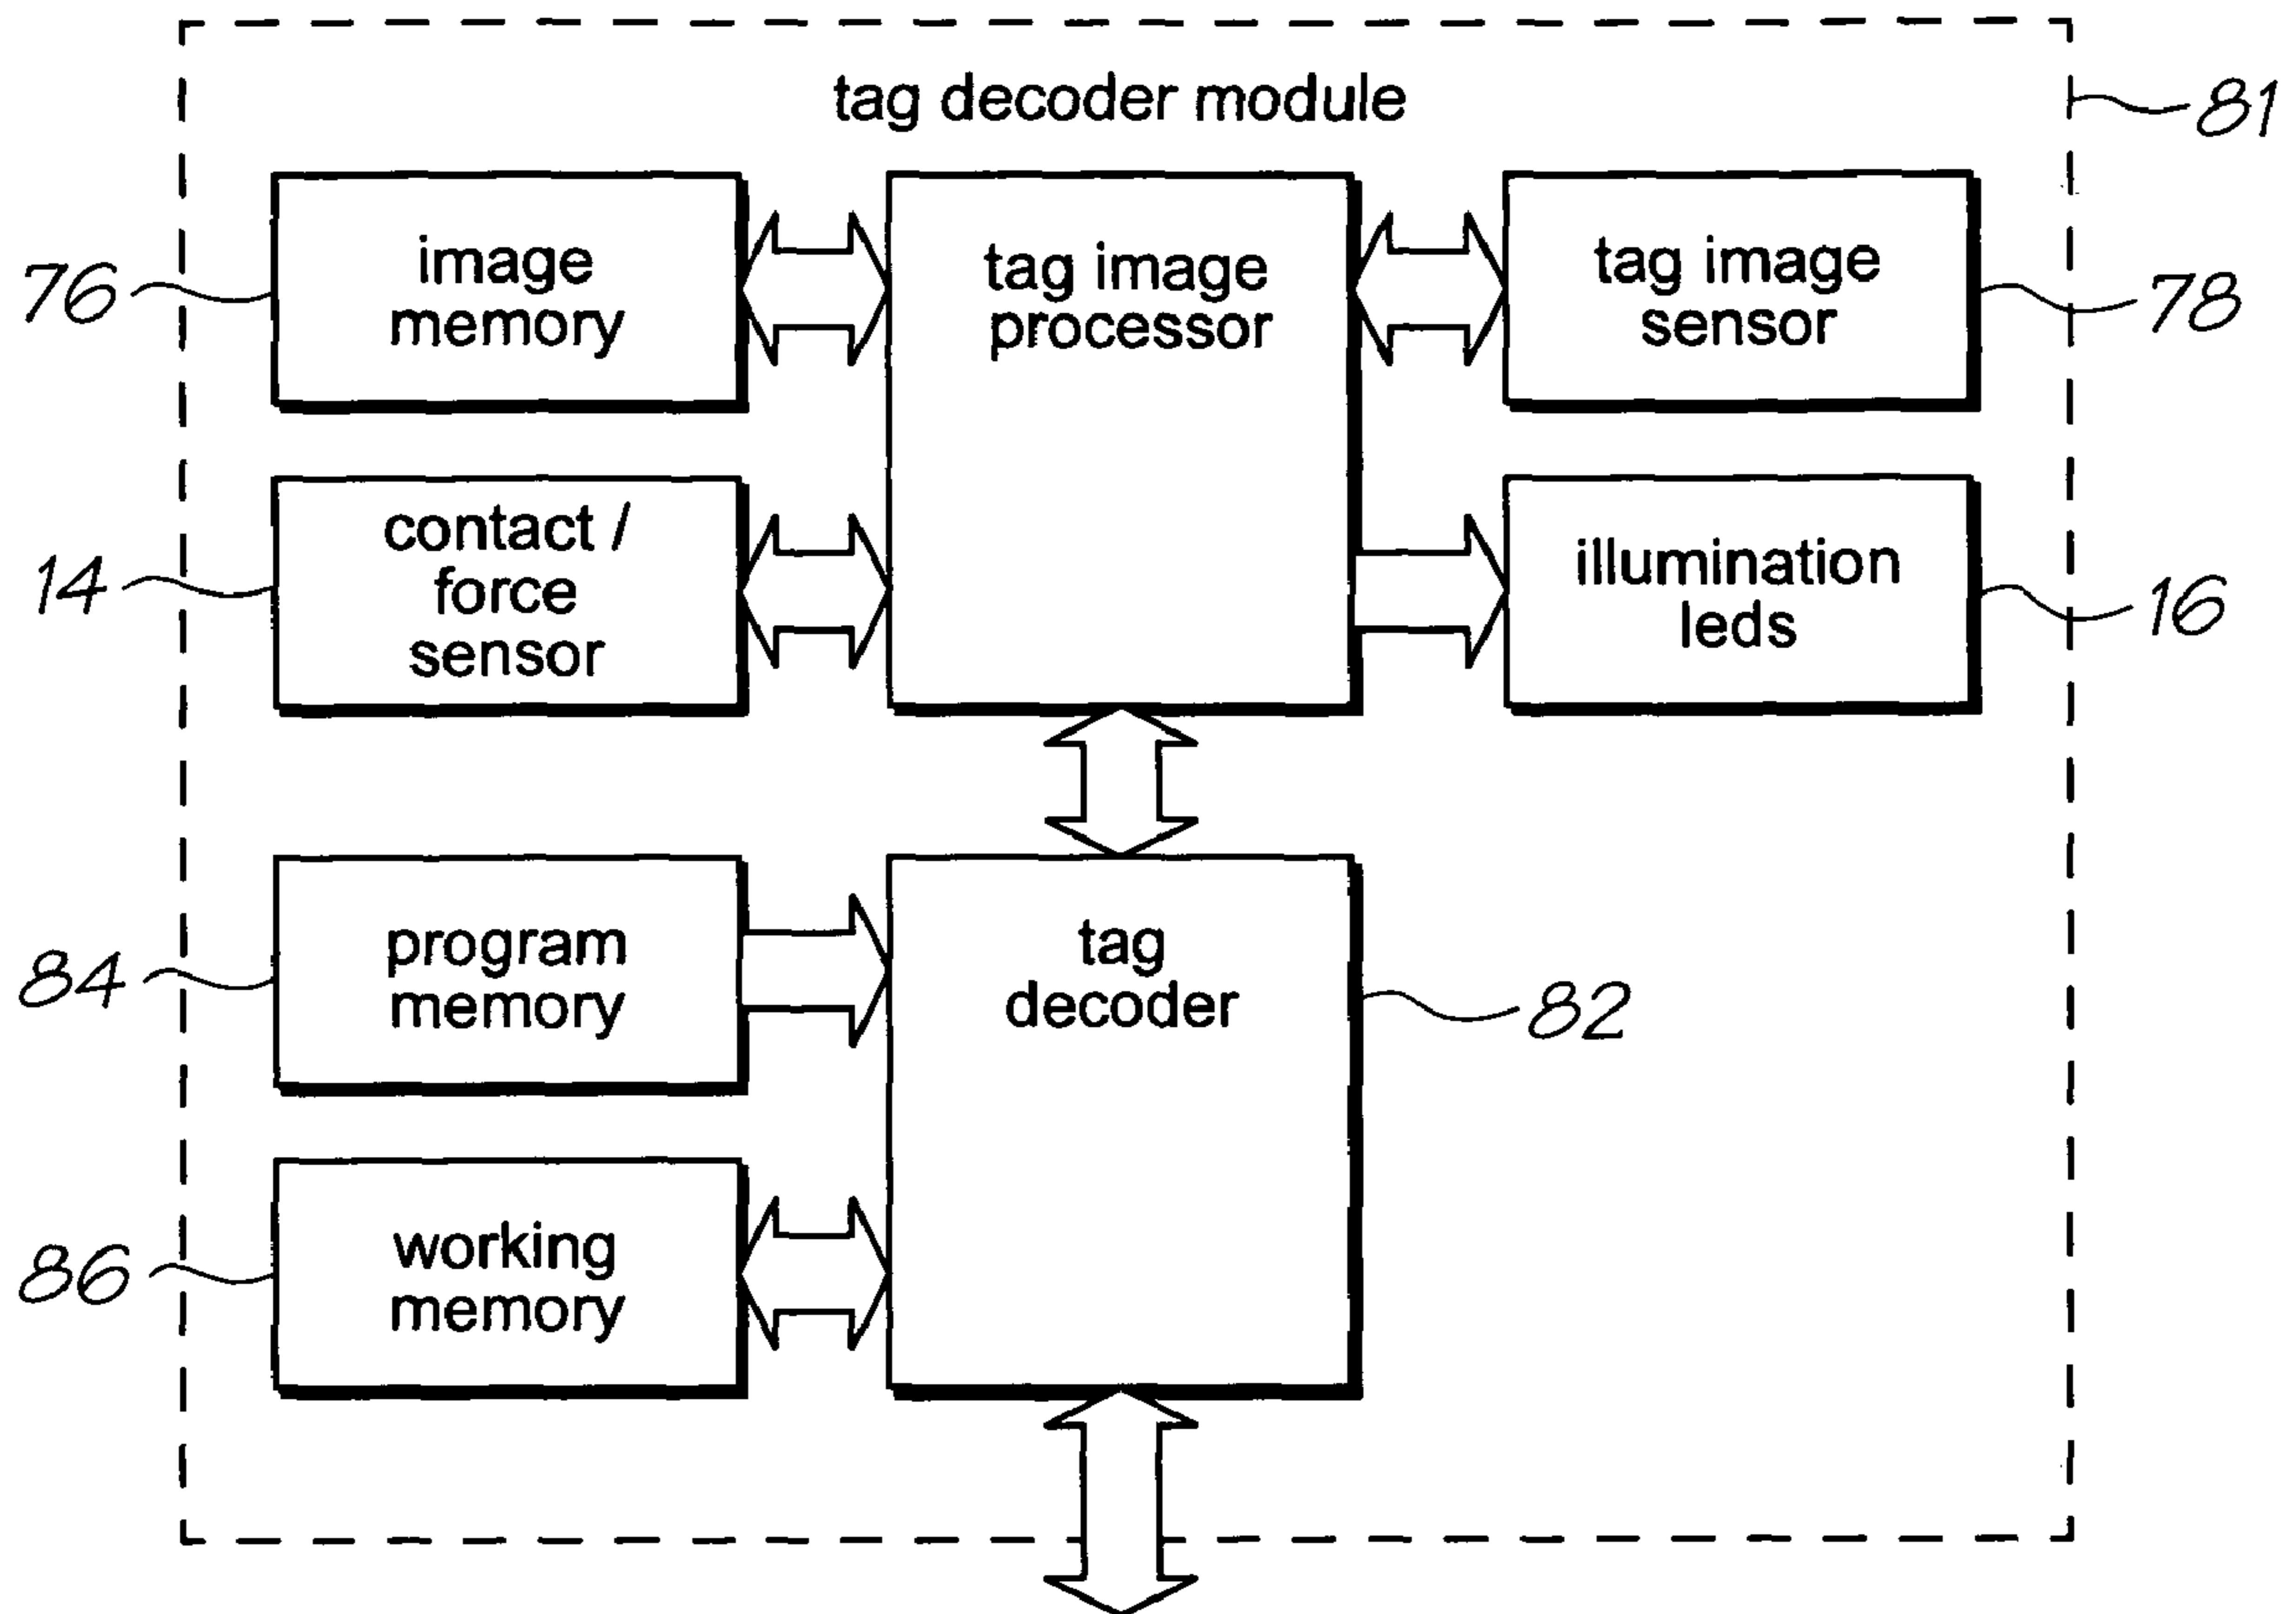 tag decoder module
81
76
image
memory
tag image
processor
tag image
sensor
78
14
contact /
force
sensor
illumination
leds
16
84
program
memory
tag
decoder
82
86
working
memory